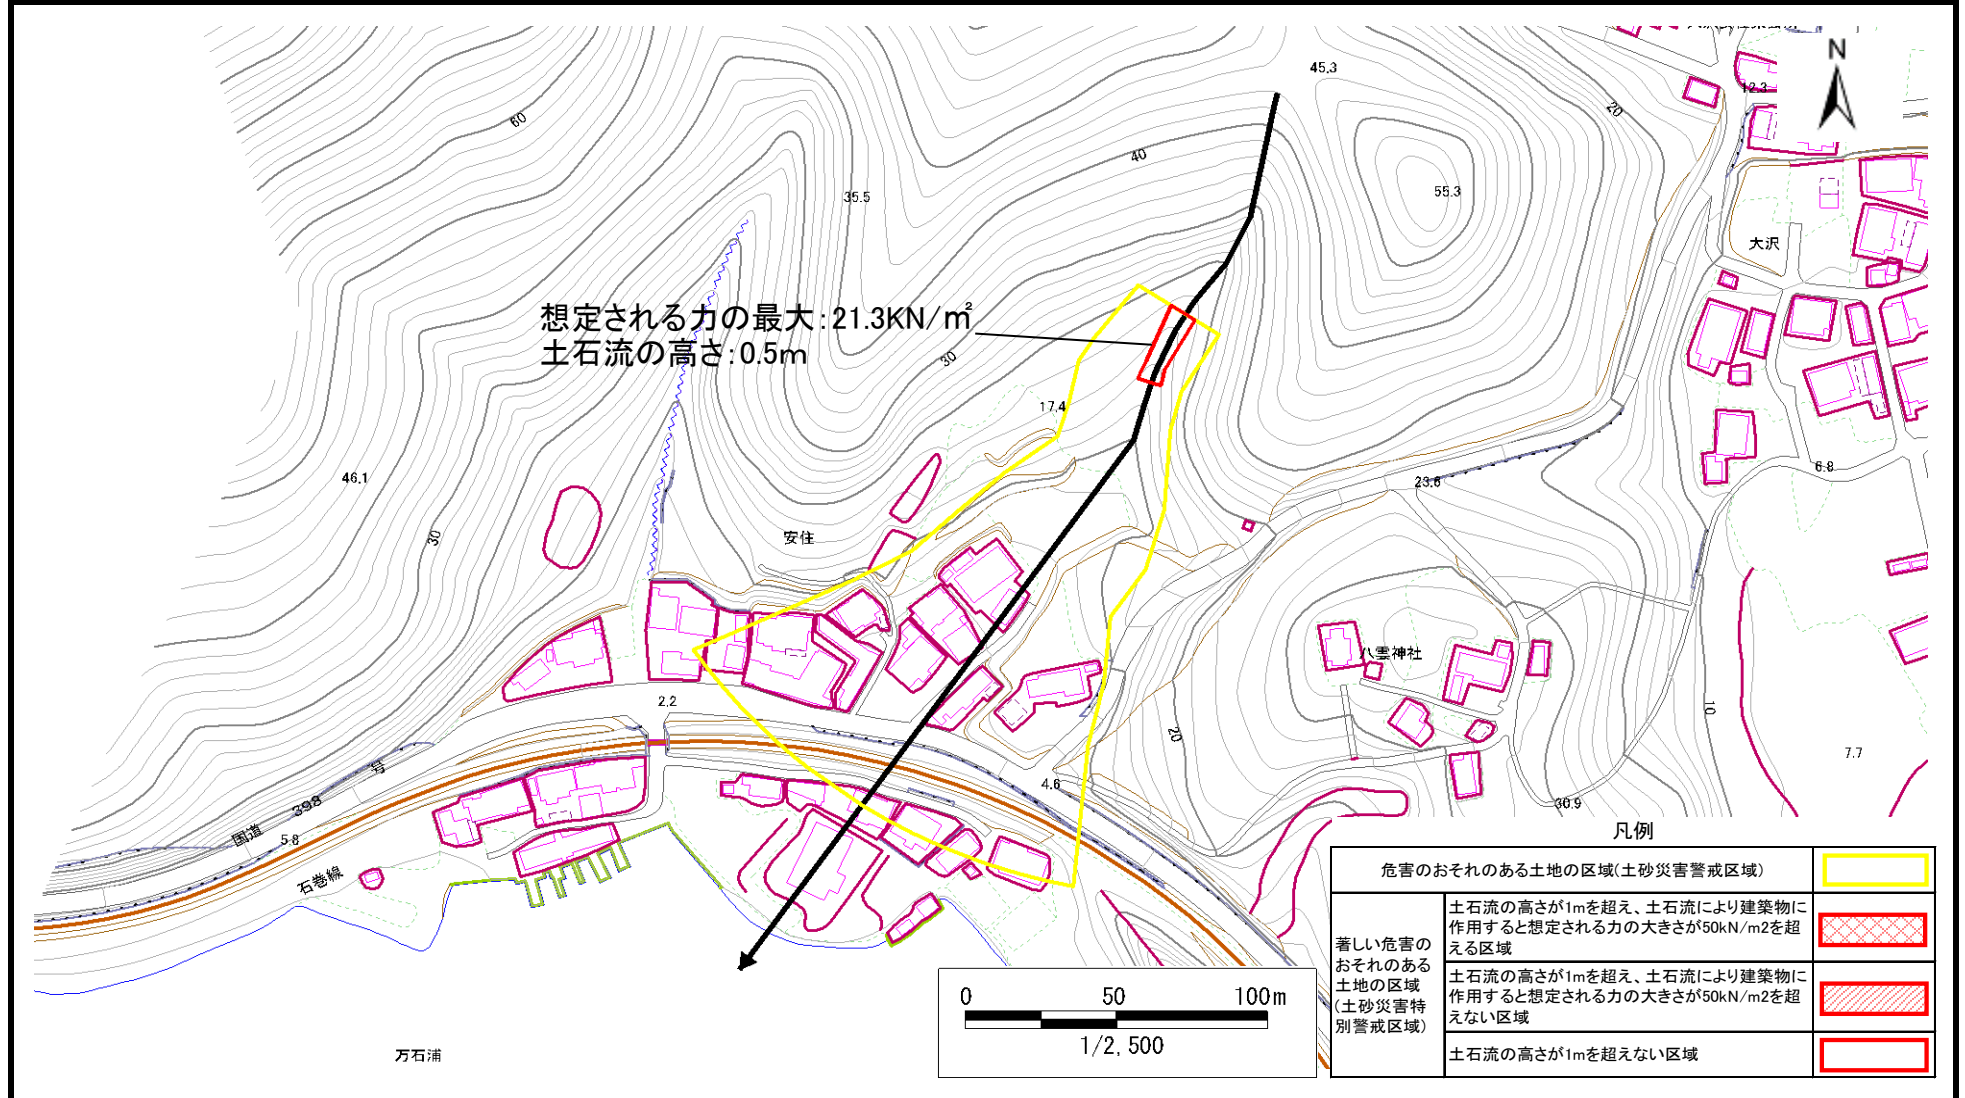 45.3
N
12.3
60
20
40
35.5
55.3
大沢
想定される力の最大:21.3KN/㎡
土石流の高さ:0.5m
30
17.4
46.1
6.8
23.6
30
安住
八雲神社
2.2
10
20
7.7
4.6
号
398
国道
5.8
30.9
石巻線
凡例
危害のおそれのある土地の区域(土砂災害警戒区域)
著しい危害の
おそれのある
土地の区域
(土砂災害特
別警戒区域)
土石流の高さが1mを超え、土石流により建築物に
作用すると想定される力の大きさが50kN/m2を超
える区域
土石流の高さが1mを超え、土石流により建築物に
作用すると想定される力の大きさが50kN/m2を超
えない区域
土石流の高さが1mを超えない区域
0 50 100m
1/2,500
万石浦